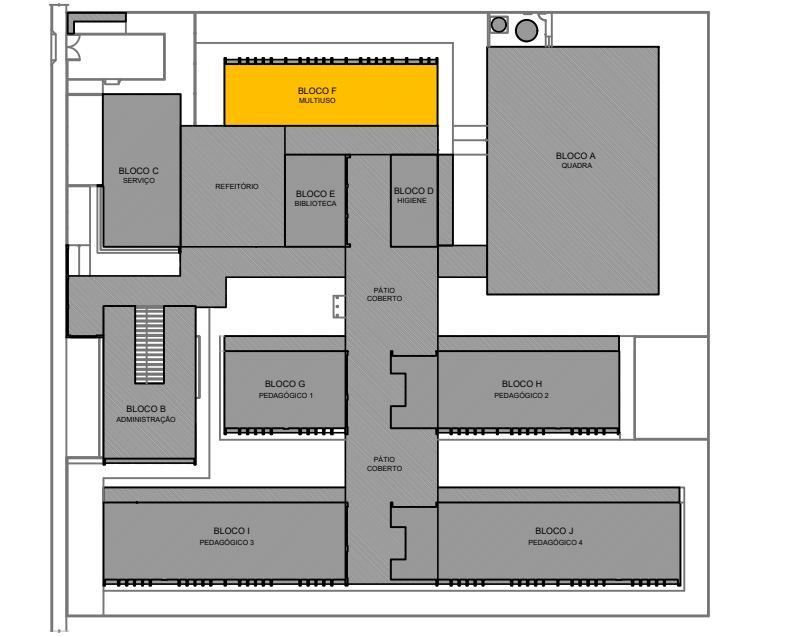 BLOCO F
MULTIUSO
BLOCO A
QUADRA
BLOCO C
SERVIÇO
REFEITÓRIO
BLOCO E
BIBLIOTECA
BLOCO D
HIGIENE
PÁTIO
COBERTO
BLOCO G
PEDAGÓGICO 1
BLOCO H
PEDAGÓGICO 2
BLOCO B
ADMINISTRAÇÃO
PÁTIO
COBERTO
BLOCO I
PEDAGÓGICO 3
BLOCO J
PEDAGÓGICO 4